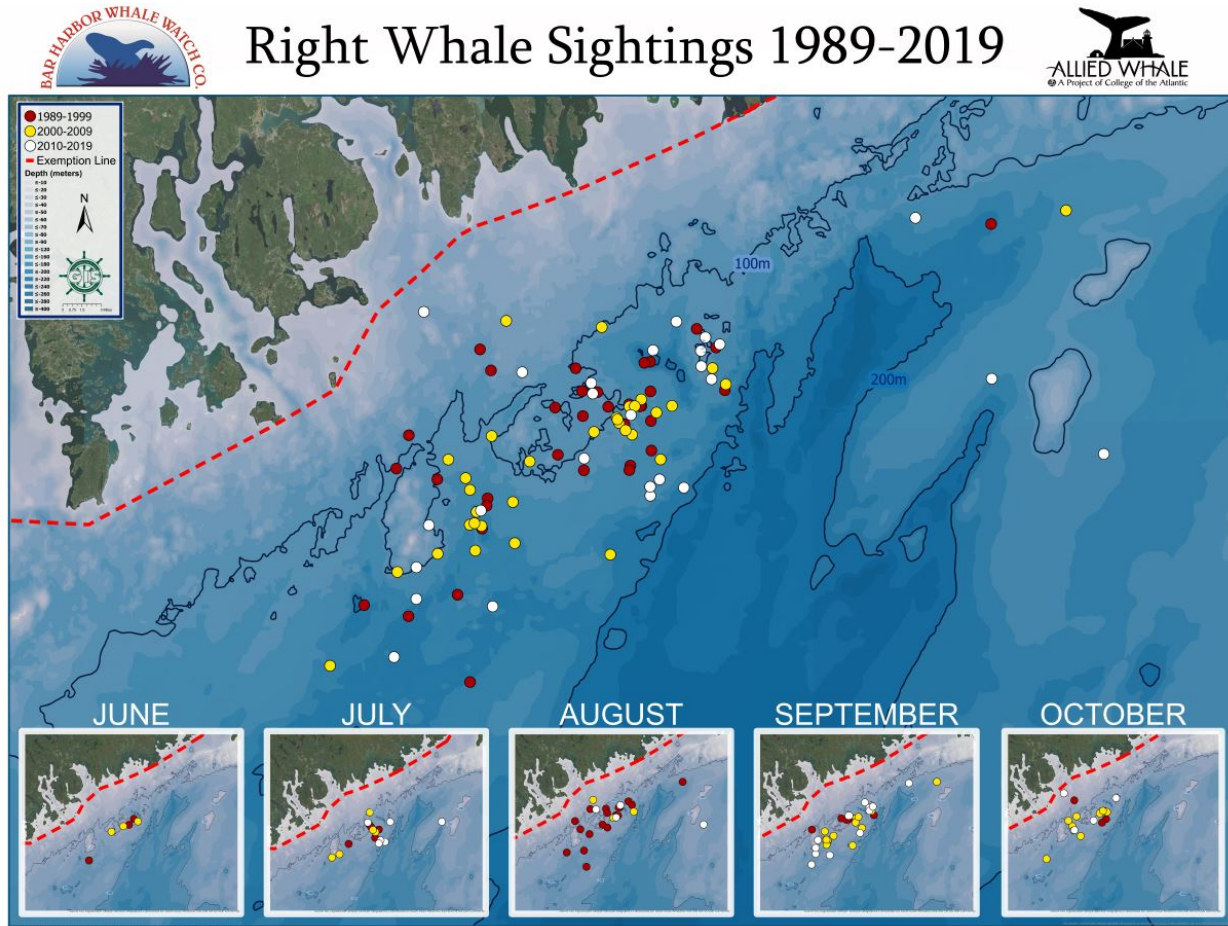 BAR HARBOR WHALE WATCH CO.
Right Whale Sightings 1989-2019
ALLIED WHALE
A Project of College of the Atlantic
1989-1999
2000-2009
2010-2019
Exemption Line
Depth (meters)
N
GIS
100m
200m
JUNE
JULY
AUGUST
SEPTEMBER
OCTOBER